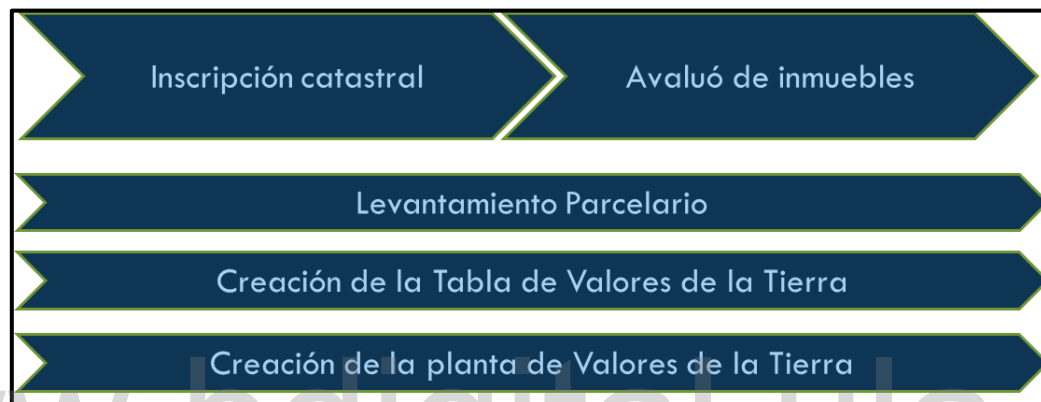 Inscripción catastral
Avaluó de inmuebles
Levantamiento Parcelario
Creación de la Tabla de Valores de la Tierra
Creación de la planta de Valores de la Tierra